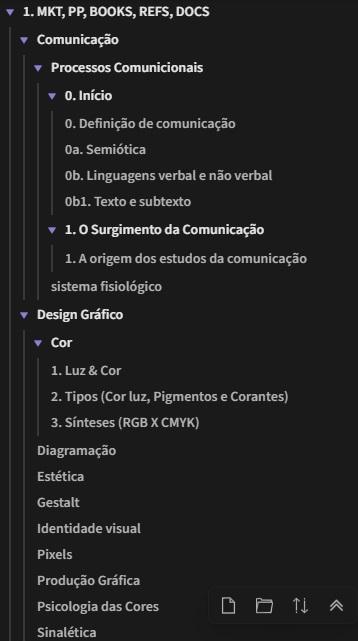 1. MKT, PP, BOOKS, REFS, DOCS
Comunicação
Processos Comunicionais
0. Início
0. Definição de comunicação
0a. Semiótica
0b. Linguagens verbal e não verbal
0b1. Texto e subtexto
1. O Surgimento da Comunicação
1. A origem dos estudos da comunicação
sistema fisiológico
Design Gráfico
Cor
1. Luz & Cor
2. Tipos (Cor luz, Pigmentos e Corantes)
3. Sínteses (RGB X CMYK)
Diagramação
Estética
Gestalt
Identidade visual
Pixels
Produção Gráfica
Psicologia das Cores
Sinalética